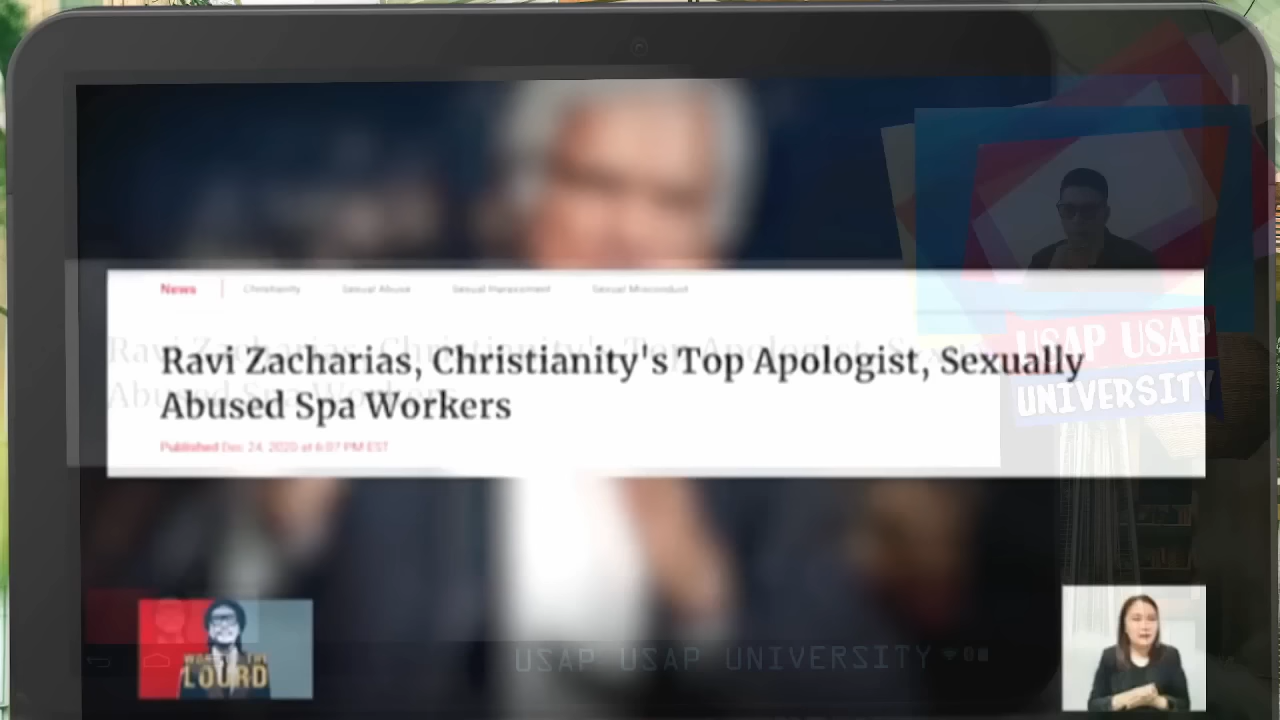 News
Christianity
Sexual Abuse
Sexual Harassment
Sexual Misconduct
Ravi Zacharias, Christianity's Top Apologist, Sexually
Abused Spa Workers
Published Dec 24, 2020 at 6:07 PM EST
USAP USAP
UNIVERSITY
LOURD
USAP USAP UNIVERSITY